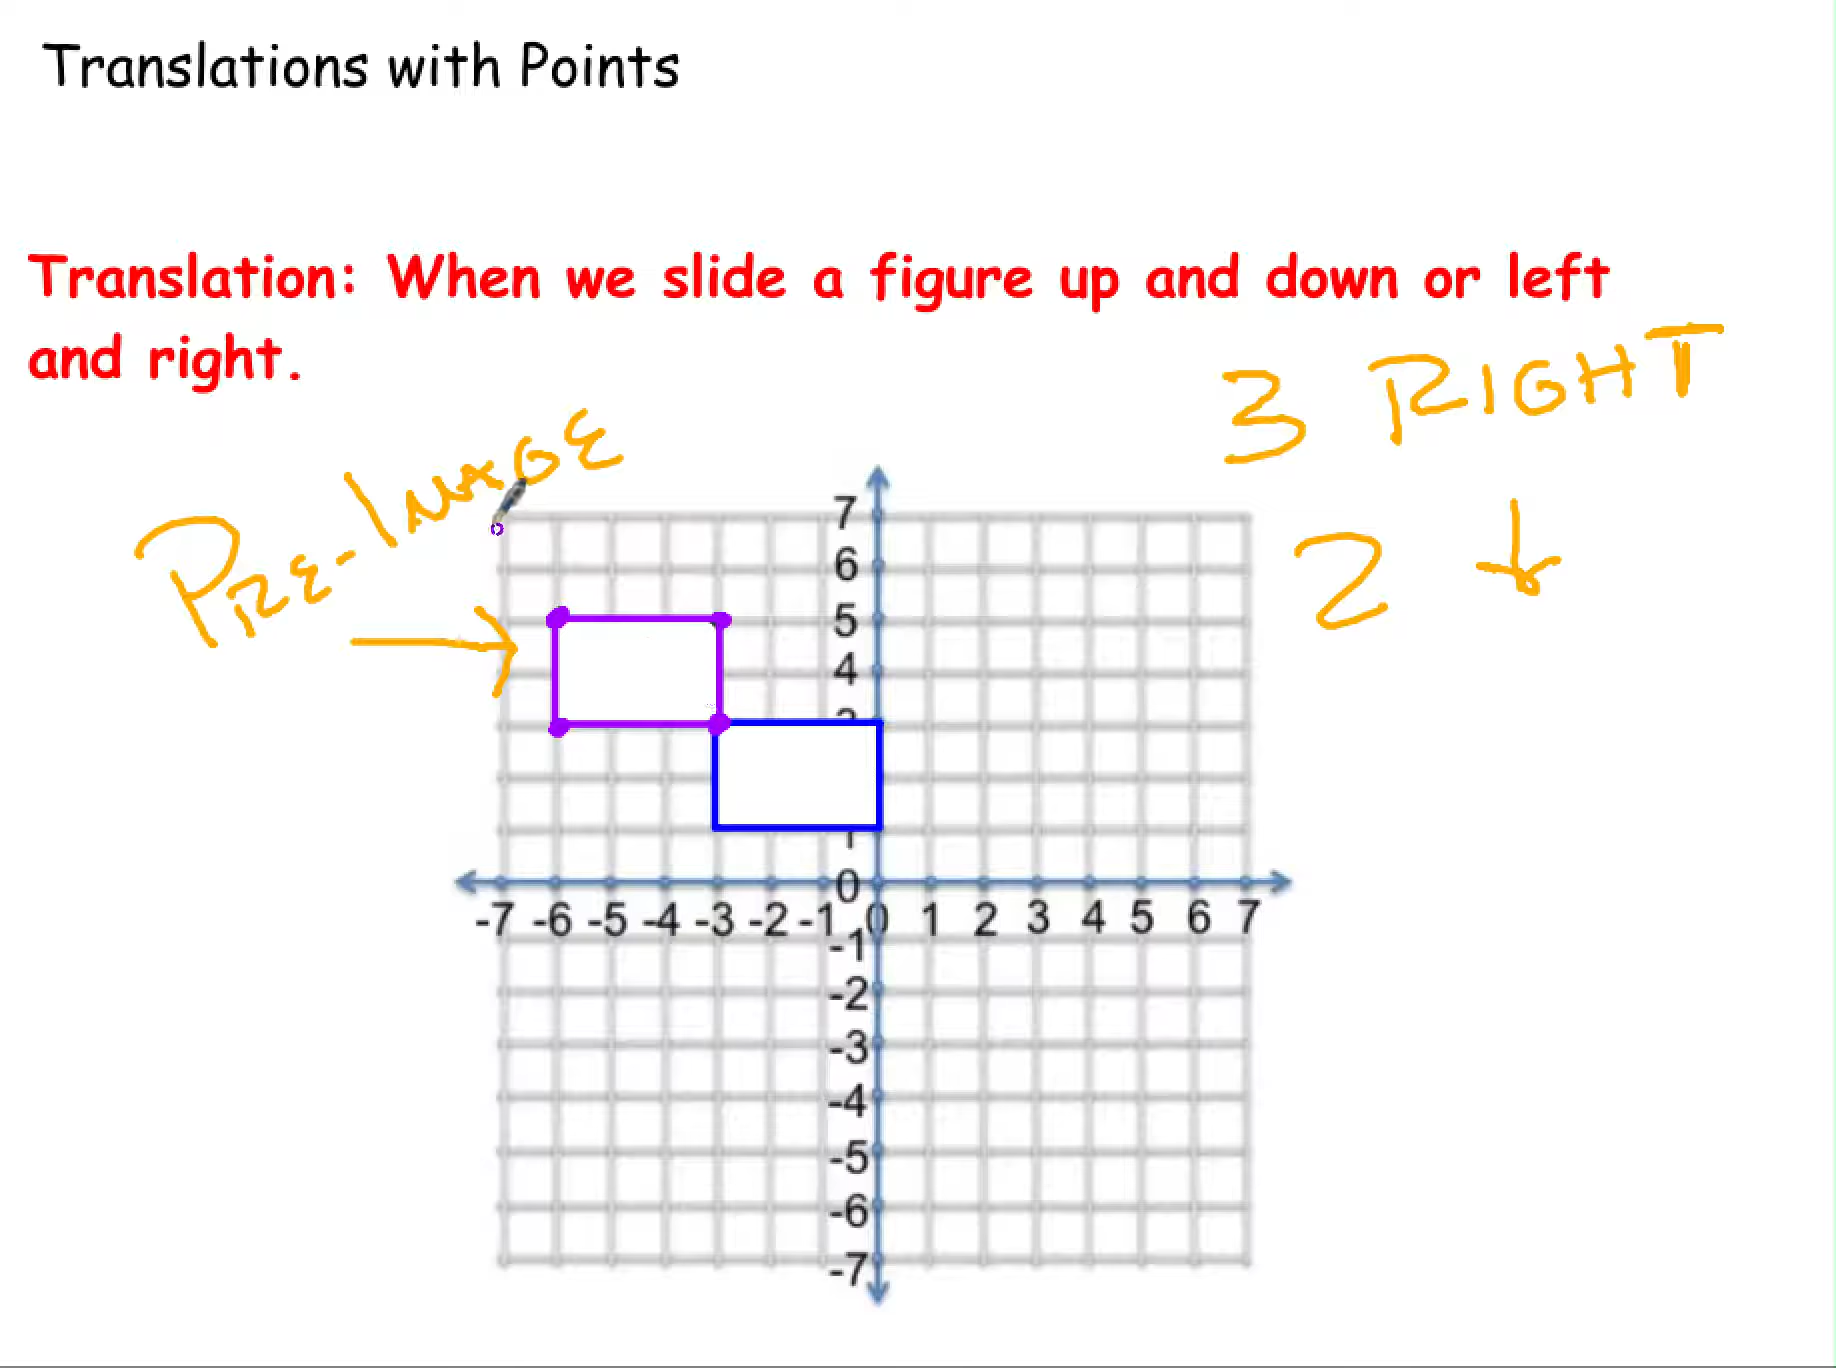 Translations with Points
Translation: When we slide a figure up and down or left
and right.
3 RIGHT
PRE-IMAGE
2 ↓
7
6
5
4
3
1
0
-7 -6 -5 -4 -3 -2 -1 0 1 2 3 4 5 6 7
-1
-2
-3
-4
-5
-6
-7